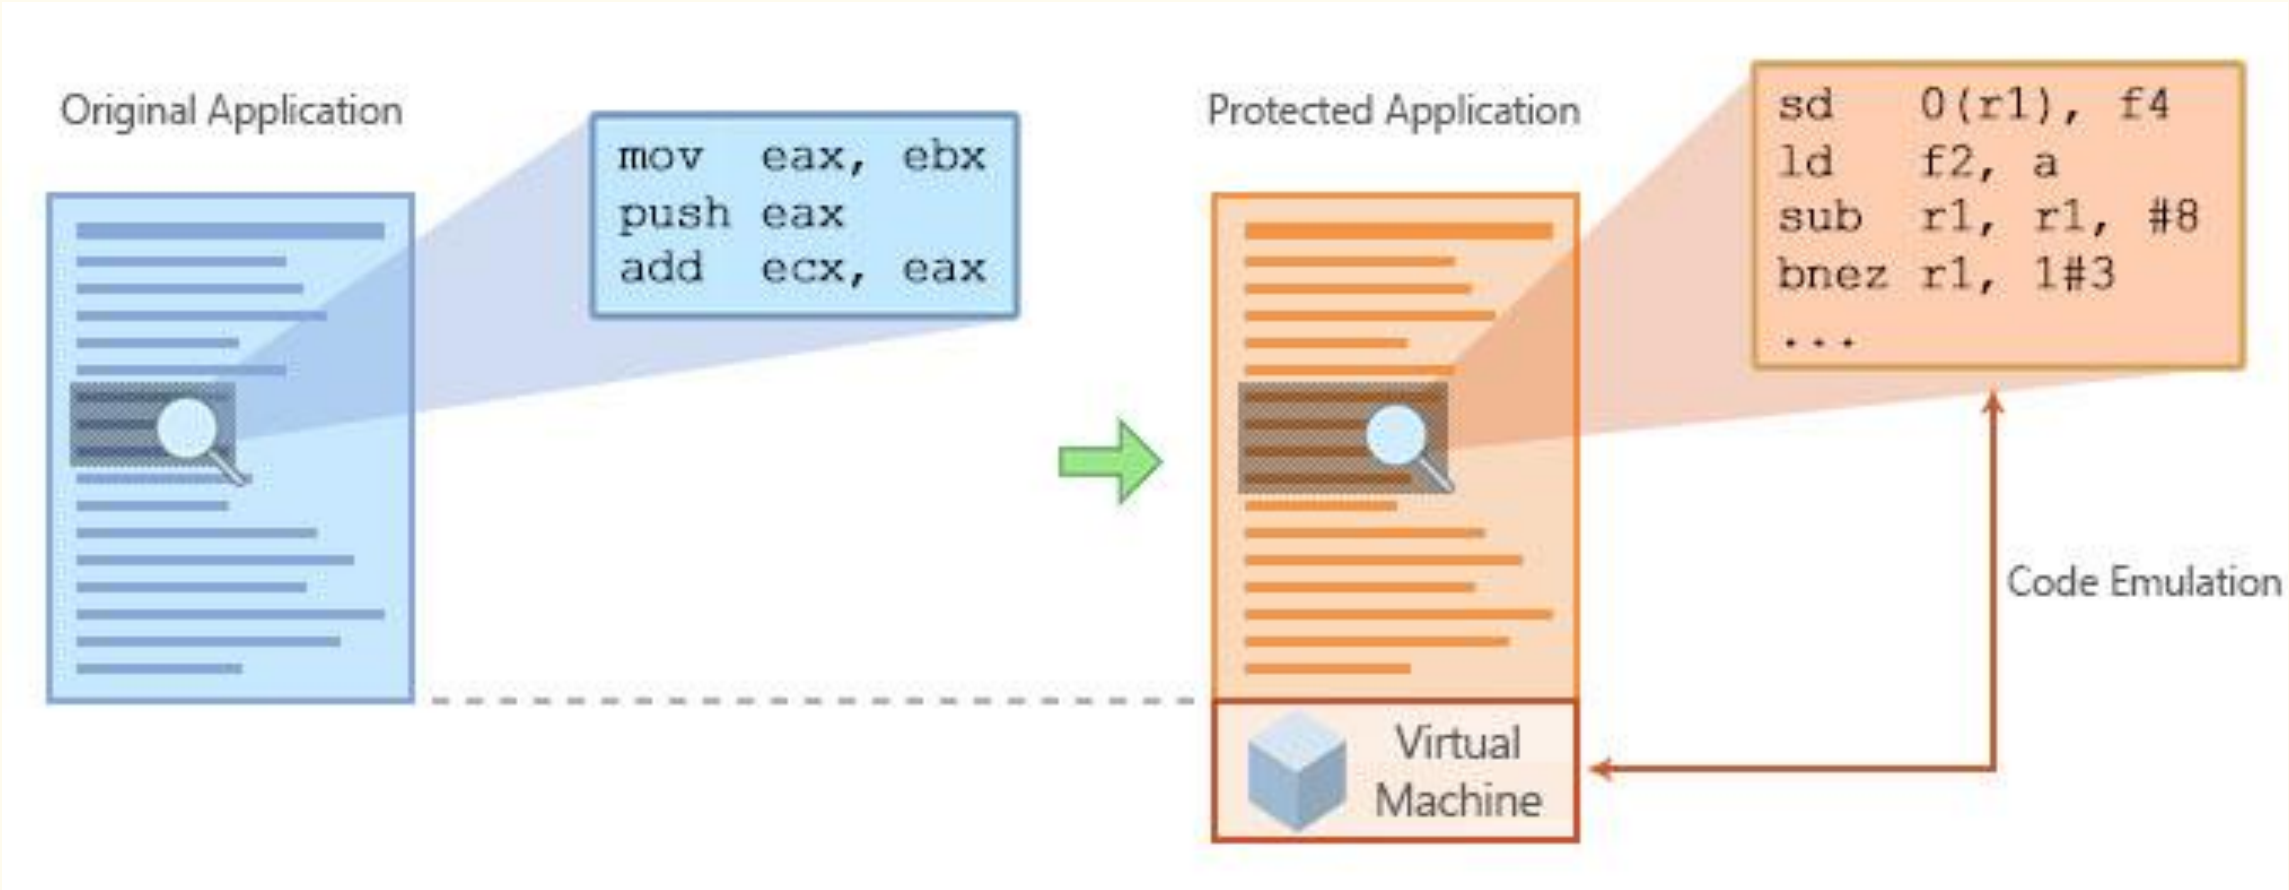 Original Application
mov eax, ebx
push eax
add ecx, eax
Protected Application
sd 0(r1), f4
ld f2, a
sub r1, r1, #8
bnez r1, 1#3
...
Code Emulation
Virtual
Machine